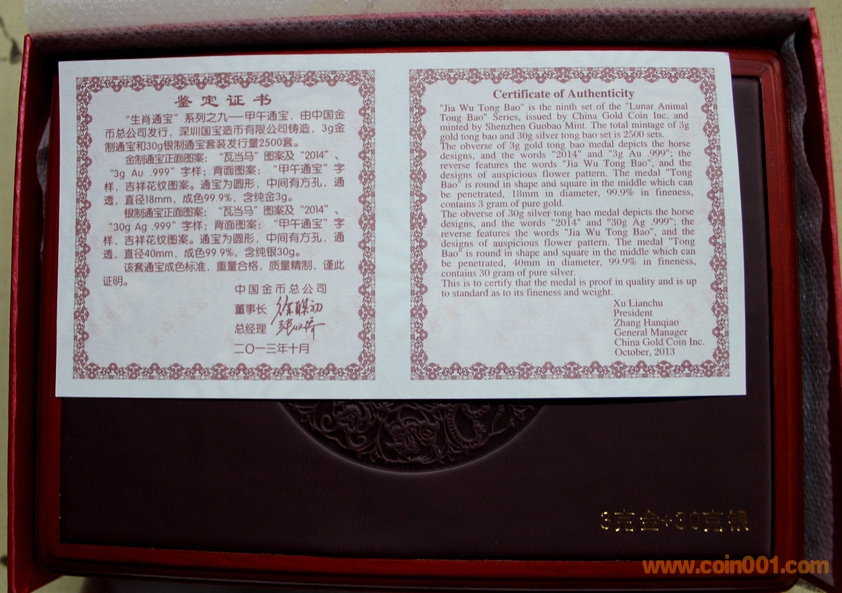 鉴定证书
“生肖通宝”系列之九——甲午通宝，由中国金
币总公司发行，深圳国宝造币有限公司铸造，3g金
制通宝和30g银制通宝套装发行量2500套。
金制通宝正面图案：“瓦当马”图案及“2014”、
“3g Au .999”字样；背面图案：“甲午通宝”字
样，吉祥花纹图案。通宝为圆形，中间有方孔，通
透，直径18mm，成色99.9%，含纯金3g。
银制通宝正面图案：“瓦当马”图案及“2014”、
“30g Ag .999”字样；背面图案：“甲午通宝”字
样，吉祥花纹图案。通宝为圆形，中间有方孔，通
透，直径40mm，成色99.9%，含纯银30g。
该套通宝成色标准，重量合格，质量精制，谨此
证明。
中国金币总公司
董事长
总经理
二〇一三年十月
Certificate of Authenticity
"Jia Wu Tong Bao" is the ninth set of the "Lunar Animal
Tong Bao" Series, issued by China Gold Coin Inc. and
minted by Shenzhen Guobao Mint. The total mintage of 3g
gold tong bao and 30g silver tong bao set is 2500 sets.
The obverse of 3g gold tong bao medal depicts the horse
designs, and the words "2014" and "3g Au .999"; the
reverse features the words "Jia Wu Tong Bao", and the
designs of auspicious flower pattern. The medal "Tong
Bao" is round in shape and square in the middle which can
be penetrated, 18mm in diameter, 99.9% in fineness,
contains 3 gram of pure gold.
The obverse of 30g silver tong bao medal depicts the horse
designs, and the words "2014" and "30g Ag .999"; the
reverse features the words "Jia Wu Tong Bao", and the
designs of auspicious flower pattern. The medal "Tong
Bao" is round in shape and square in the middle which can
be penetrated, 40mm in diameter, 99.9% in fineness,
contains 30 gram of pure silver.
This is to certify that the medal is proof in quality and is up
to standard as to its fineness and weight.
Xu Lianchu
President
Zhang Hanqiao
General Manager
China Gold Coin Inc.
October, 2013
3克金+30克银
www.coin001.com